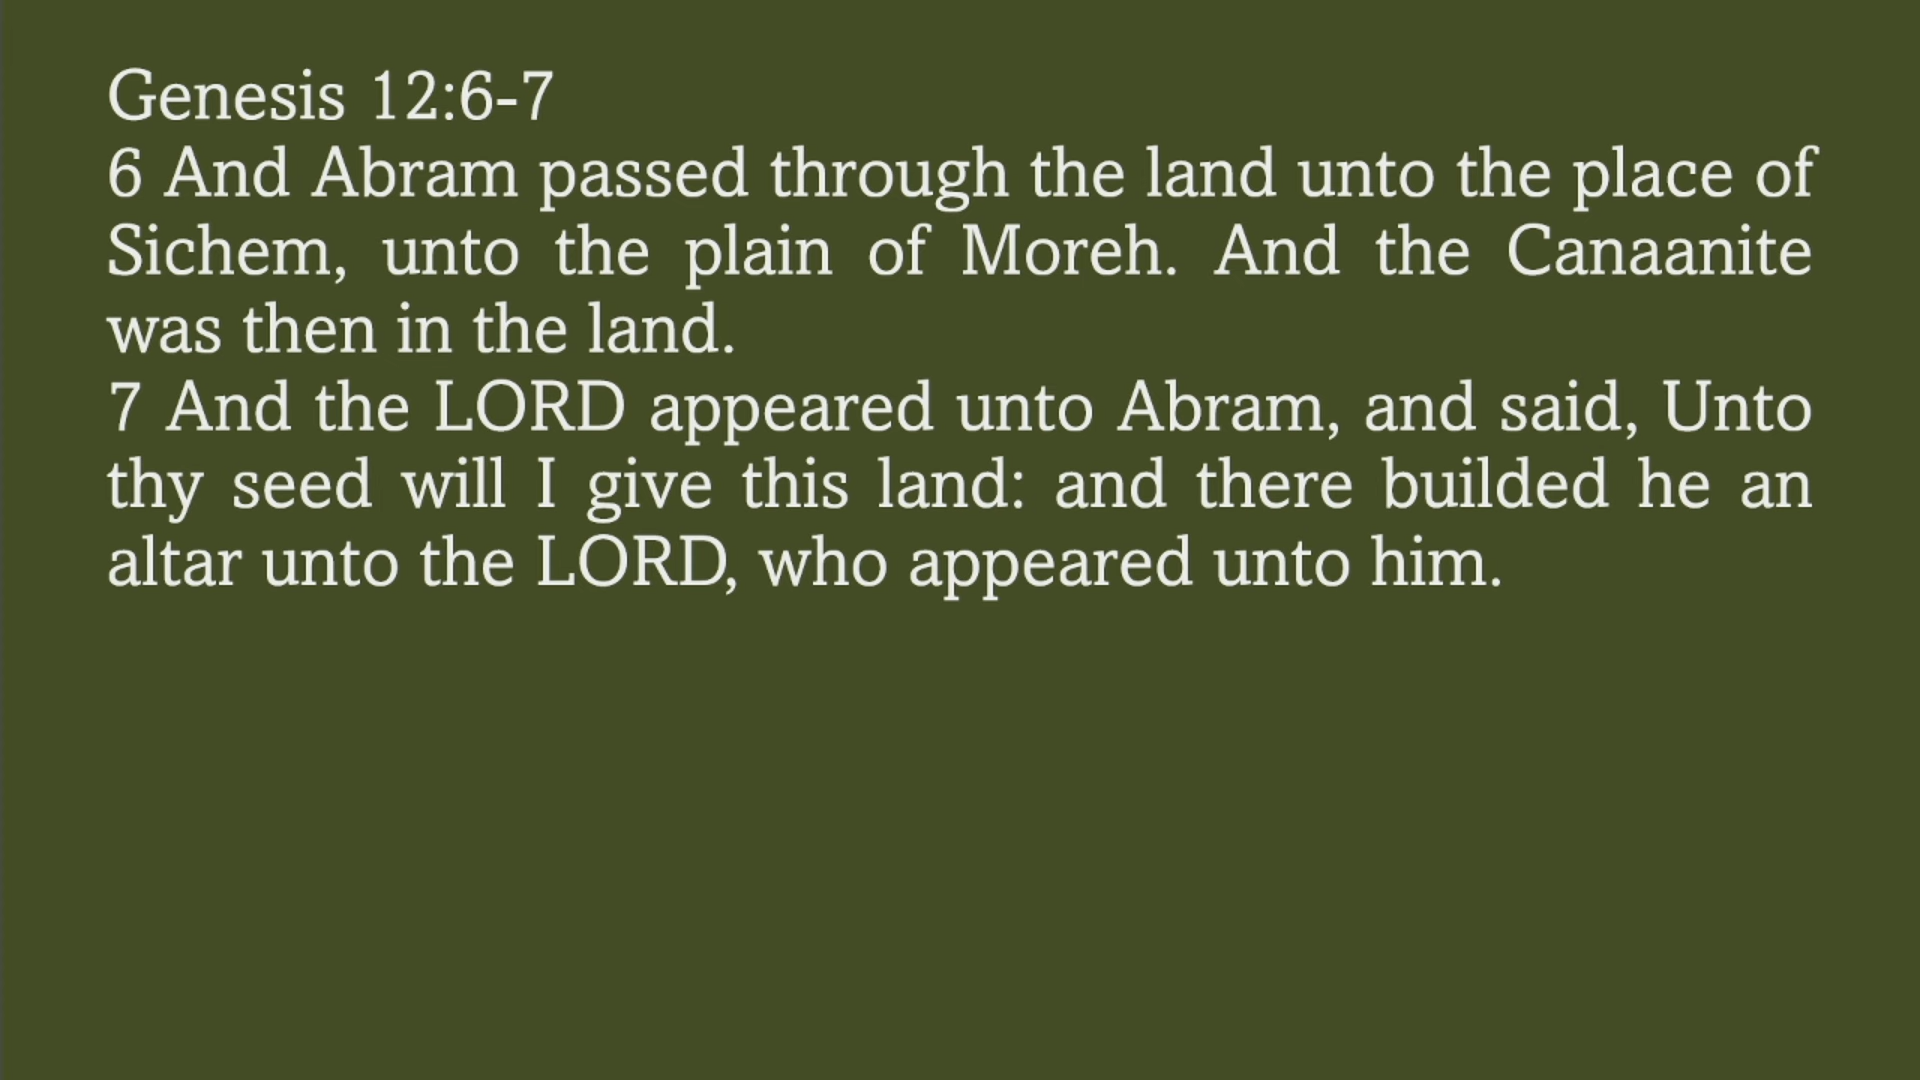 Genesis 12:6-7
6 And Abram passed through the land unto the place of
Sichem, unto the plain of Moreh. And the Canaanite
was then in the land.
7 And the LORD appeared unto Abram, and said, Unto
thy seed will I give this land: and there builded he an
altar unto the LORD, who appeared unto him.